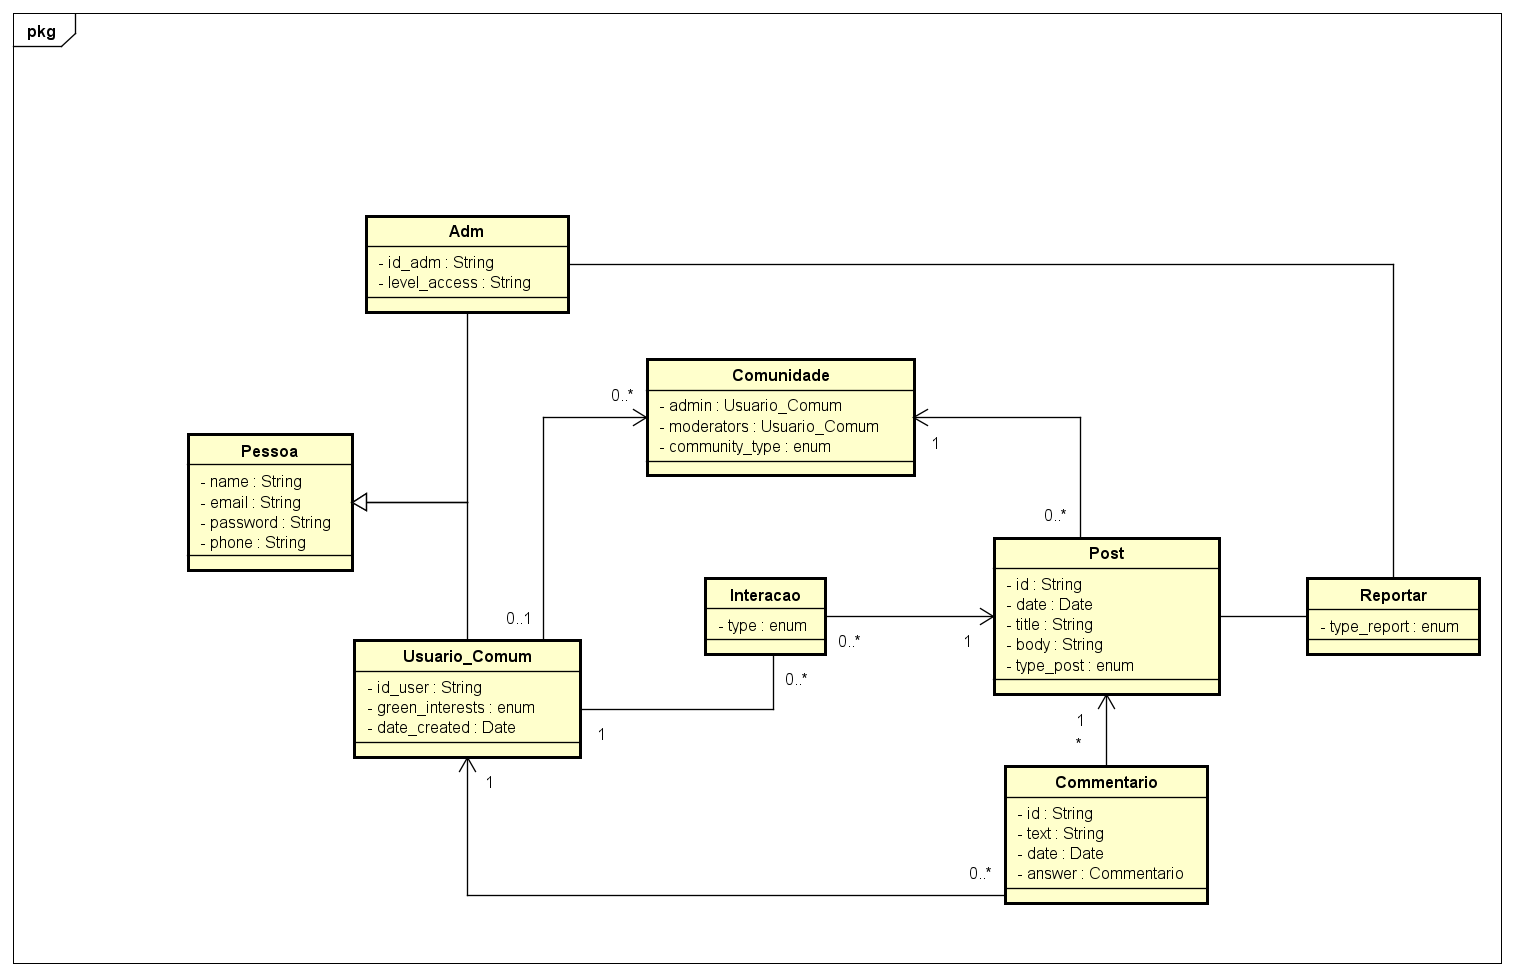 pkg
Adm
- id_adm : String
- level_access : String
Comunidade
- admin : Usuario_Comum
- moderators : Usuario_Comum
- community_type : enum
0..*
1
Pessoa
- name : String
- email : String
- password : String
- phone : String
0..*
Post
- id : String
- date : Date
- title : String
- body : String
- type_post : enum
Interacao
- type : enum
Reportar
- type_report : enum
0..1
0..*
1
Usuario_Comum
- id_user : String
- green_interests : enum
- date_created : Date
0..*
1
1
*
1
Commentario
- id : String
- text : String
- date : Date
- answer : Commentario
0..*